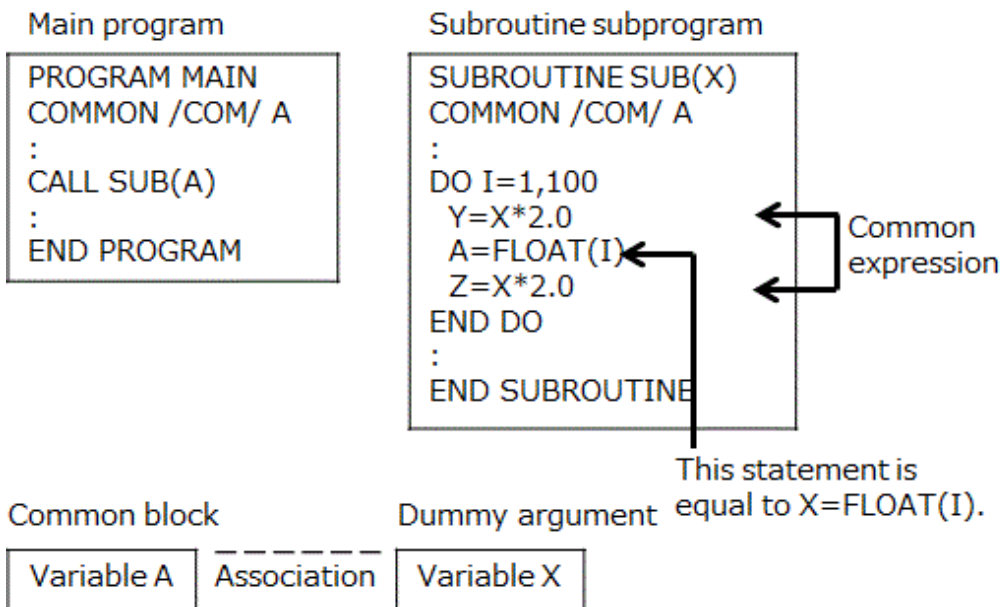 Main program
PROGRAM MAIN
COMMON /COM/ A
:
CALL SUB(A)
:
END PROGRAM
Subroutine subprogram
SUBROUTINE SUB(X)
COMMON /COM/ A
:
DO I=1,100
Y=X*2.0
A=FLOAT(I)
Z=X*2.0
END DO
:
END SUBROUTINE
Common
expression
This statement is
equal to X=FLOAT(I).
Common block
Variable A
Association
Dummy argument
Variable X